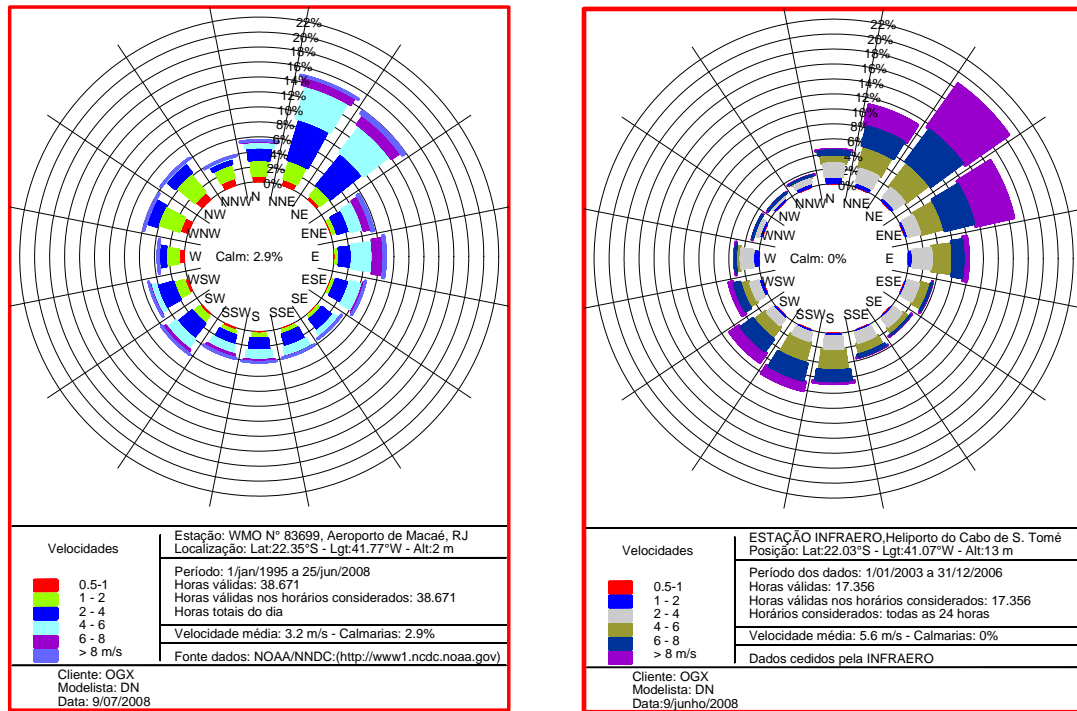 22%
20%
18%
16%
14%
12%
10%
8%
6%
4%
2%
0%
N
NNE
NE
ENE
E
ESE
SE
SSE
S
SSW
SW
WSW
W
WNW
NW
NNW
Calm: 2.9%
Velocidades
0.5-1
1 - 2
2 - 4
4 - 6
6 - 8
> 8 m/s
Estação: WMO N° 83699, Aeroporto de Macaé, RJ
Localização: Lat:22.35°S - Lgt:41.77°W - Alt:2 m
Período: 1/jan/1995 a 25/jun/2008
Horas válidas: 38.671
Horas válidas nos horários considerados: 38.671
Horas totais do dia
Velocidade média: 3.2 m/s - Calmarias: 2.9%
Fonte dados: NOAA/NNDC:(http://www1.ncdc.noaa.gov)
Cliente: OGX
Modelista: DN
Data: 9/07/2008
22%
20%
18%
16%
14%
12%
10%
8%
6%
4%
2%
0%
N
NNE
NE
ENE
E
ESE
SE
SSE
S
SSW
SW
WSW
W
WNW
NW
NNW
Calm: 0%
Velocidades
0.5-1
1 - 2
2 - 4
4 - 6
6 - 8
> 8 m/s
ESTAÇÃO INFRAERO,Heliporto do Cabo de S. Tomé
Posição: Lat:22.03°S - Lgt:41.07°W - Alt:13 m
Período dos dados: 1/01/2003 a 31/12/2006
Horas válidas: 17.356
Horas válidas nos horários considerados: 17.356
Horários considerados: todas as 24 horas
Velocidade média: 5.6 m/s - Calmarias: 0%
Dados cedidos pela INFRAERO
Cliente: OGX
Modelista: DN
Data:9/junho/2008